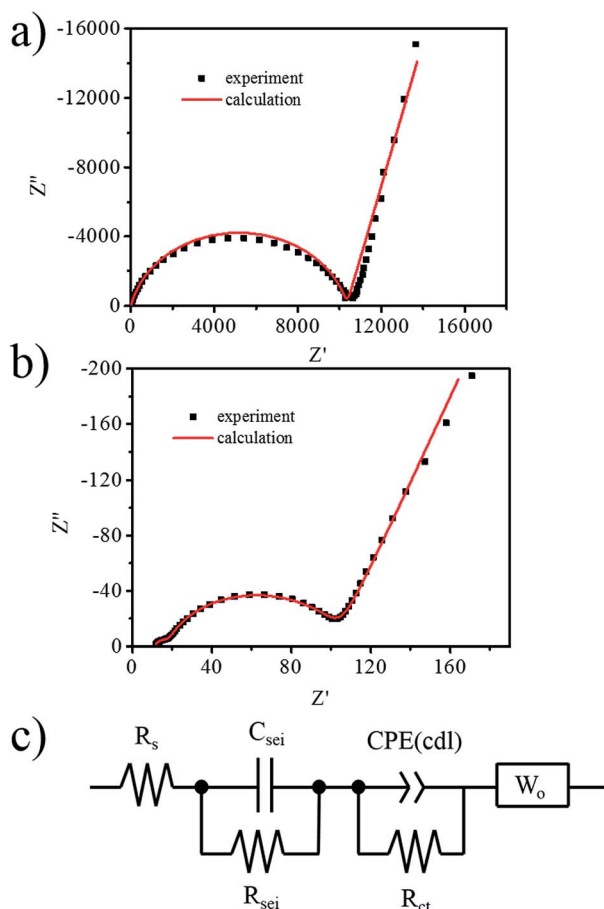 a)
-16000
-12000
-8000
-4000
0
Z"
experiment
calculation
0 4000 8000 12000 16000
Z'
b)
-200
-160
-120
-80
-40
0
Z"
experiment
calculation
0 40 80 120 160
Z'
c)
Rs Csei CPE(cdl) Wo
Rsei Rct